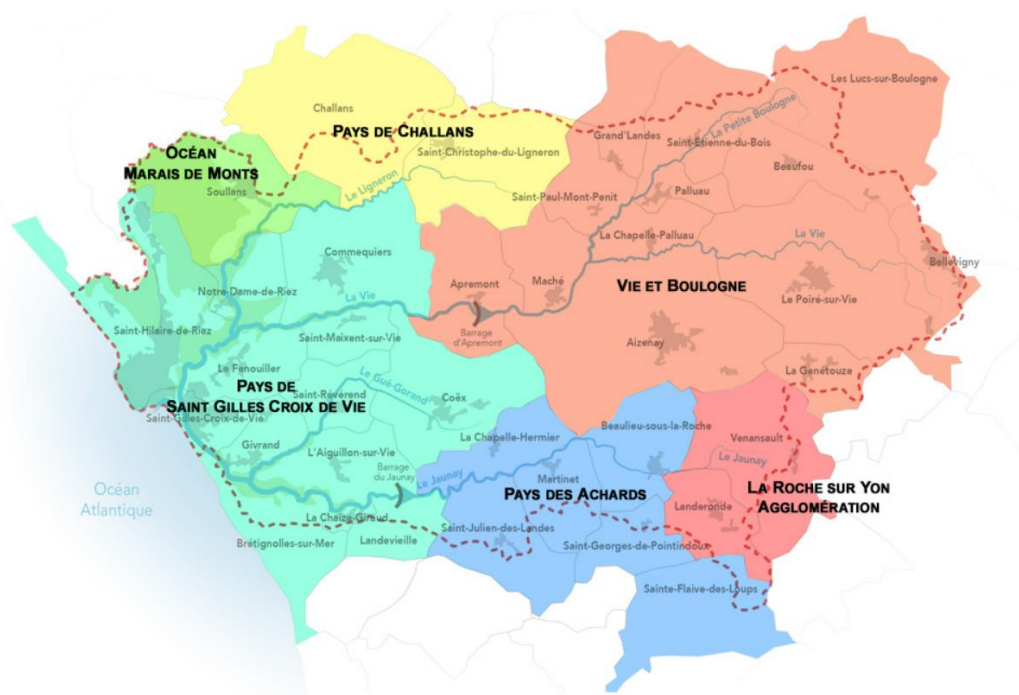 Les Lucs-sur-Boulogne
Challans
PAYS DE CHALLANS
La Petite Boulogne
Grand'Landes
Saint-Étienne-du-Bois
OCÉAN
MARAIS DE MONTS
Saint-Christophe-du-Ligneron
Beaufou
Soullans
Le Ligneron
Saint-Paul-Mont-Penit
Palluau
La Chapelle-Palluau
La Vie
Commequiers
Bellevigny
Apremont
Maché
VIE ET BOULOGNE
Notre-Dame-de-Riez
La Vie
Le Poiré-sur-Vie
Saint-Hilaire-de-Riez
Saint-Maixent-sur-Vie
Barrage
d'Apremont
Aizenay
Le Fenouiller
La Genétouze
PAYS DE
SAINT GILLES CROIX DE VIE
Saint-Révérend
Le Gué-Gorand
Coëx
Saint-Gilles-Croix-de-Vie
Beaulieu-sous-la-Roche
La Chapelle-Hermier
Venansault
Givrand
L'Aiguillon-sur-Vie
Le Jaunay
Barrage
du Jaunay
Le Jaunay
Martinet
Océan
Atlantique
PAYS DES ACHARDS
LA ROCHE SUR YON
AGGLOMÉRATION
Landeronde
La Chaize-Giraud
Saint-Julien-des-Landes
Brétignolles-sur-Mer
Landevieille
Saint-Georges-de-Pointindoux
Sainte-Flaive-des-Loups